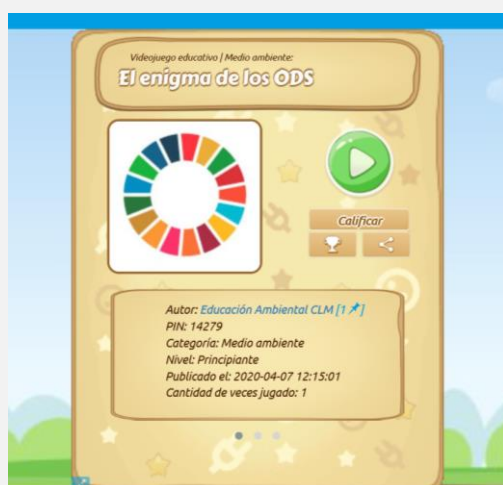 Videojuego educativo | Medio ambiente:
El enigma de los ODS
Calificar
Autor: Educación Ambiental CLM [1]
PIN: 14279
Categoría: Medio ambiente
Nivel: Principiante
Publicado el: 2020-04-07 12:15:01
Cantidad de veces jugado: 1